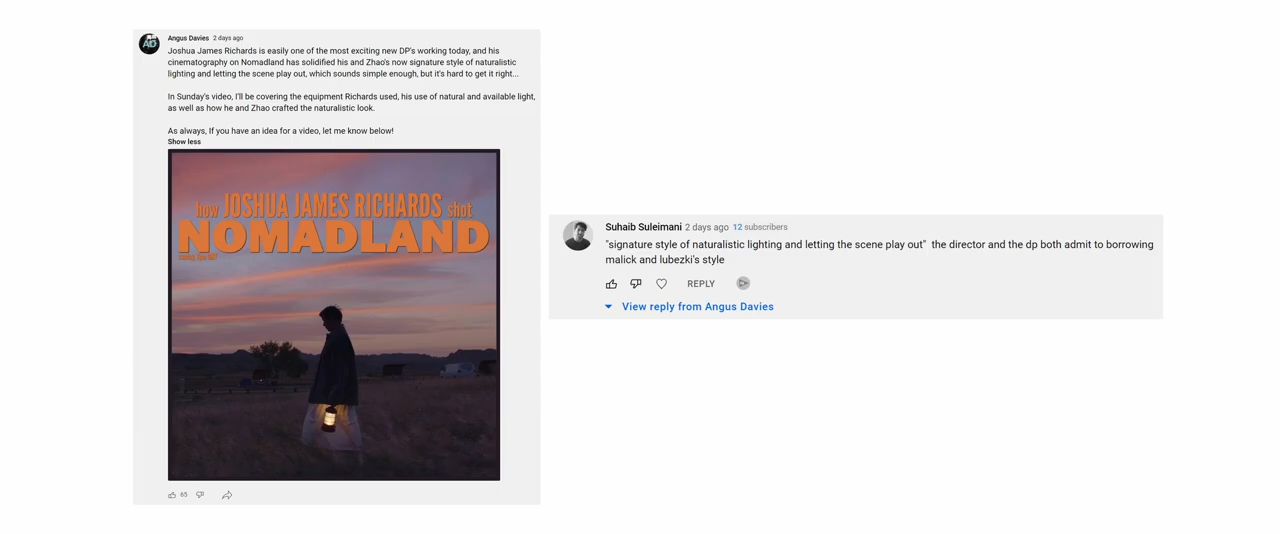 Angus Davies 2 days ago
Joshua James Richards is easily one of the most exciting new DP's working today, and his
cinematography on Nomadland has solidified his and Zhao's now signature style of naturalistic
lighting and letting the scene play out, which sounds simple enough, but it's hard to get it right...
In Sunday's video, I'll be covering the equipment Richards used, his use of natural and available light,
as well as how he and Zhao crafted the naturalistic look.
As always, If you have an idea for a video, let me know below!
Show less
how JOSHUA JAMES RICHARDS shot
NOMADLAND
65
Suhaib Suleimani 2 days ago 12 subscribers
"signature style of naturalistic lighting and letting the scene play out" the director and the dp both admit to borrowing
malick and lubezki's style
REPLY
View reply from Angus Davies